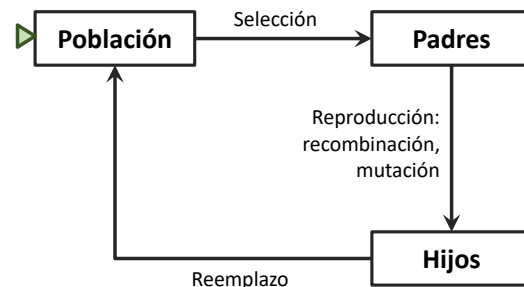 Selección
Población
Padres
Reproducción:
recombinación,
mutación
Hijos
Reemplazo